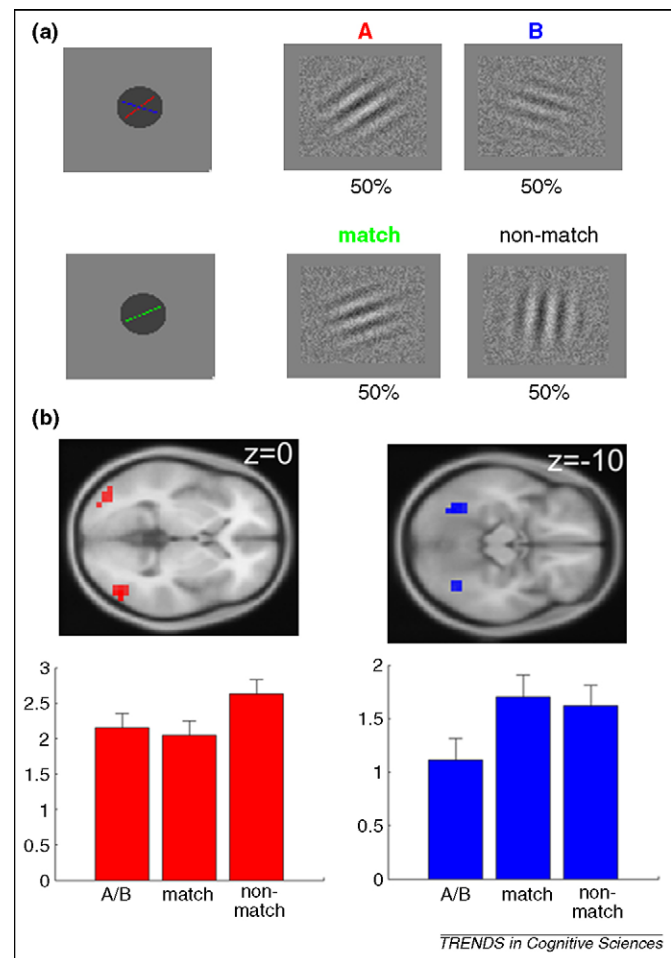 (a)
A B
50% 50%
match non-match
50% 50%
(b)
z=0 z=-10
3
2.5
2
1.5
1
0.5
0
A/B match non-
match
2
1.5
1
0.5
0
A/B match non-
match
TRENDS in Cognitive Sciences